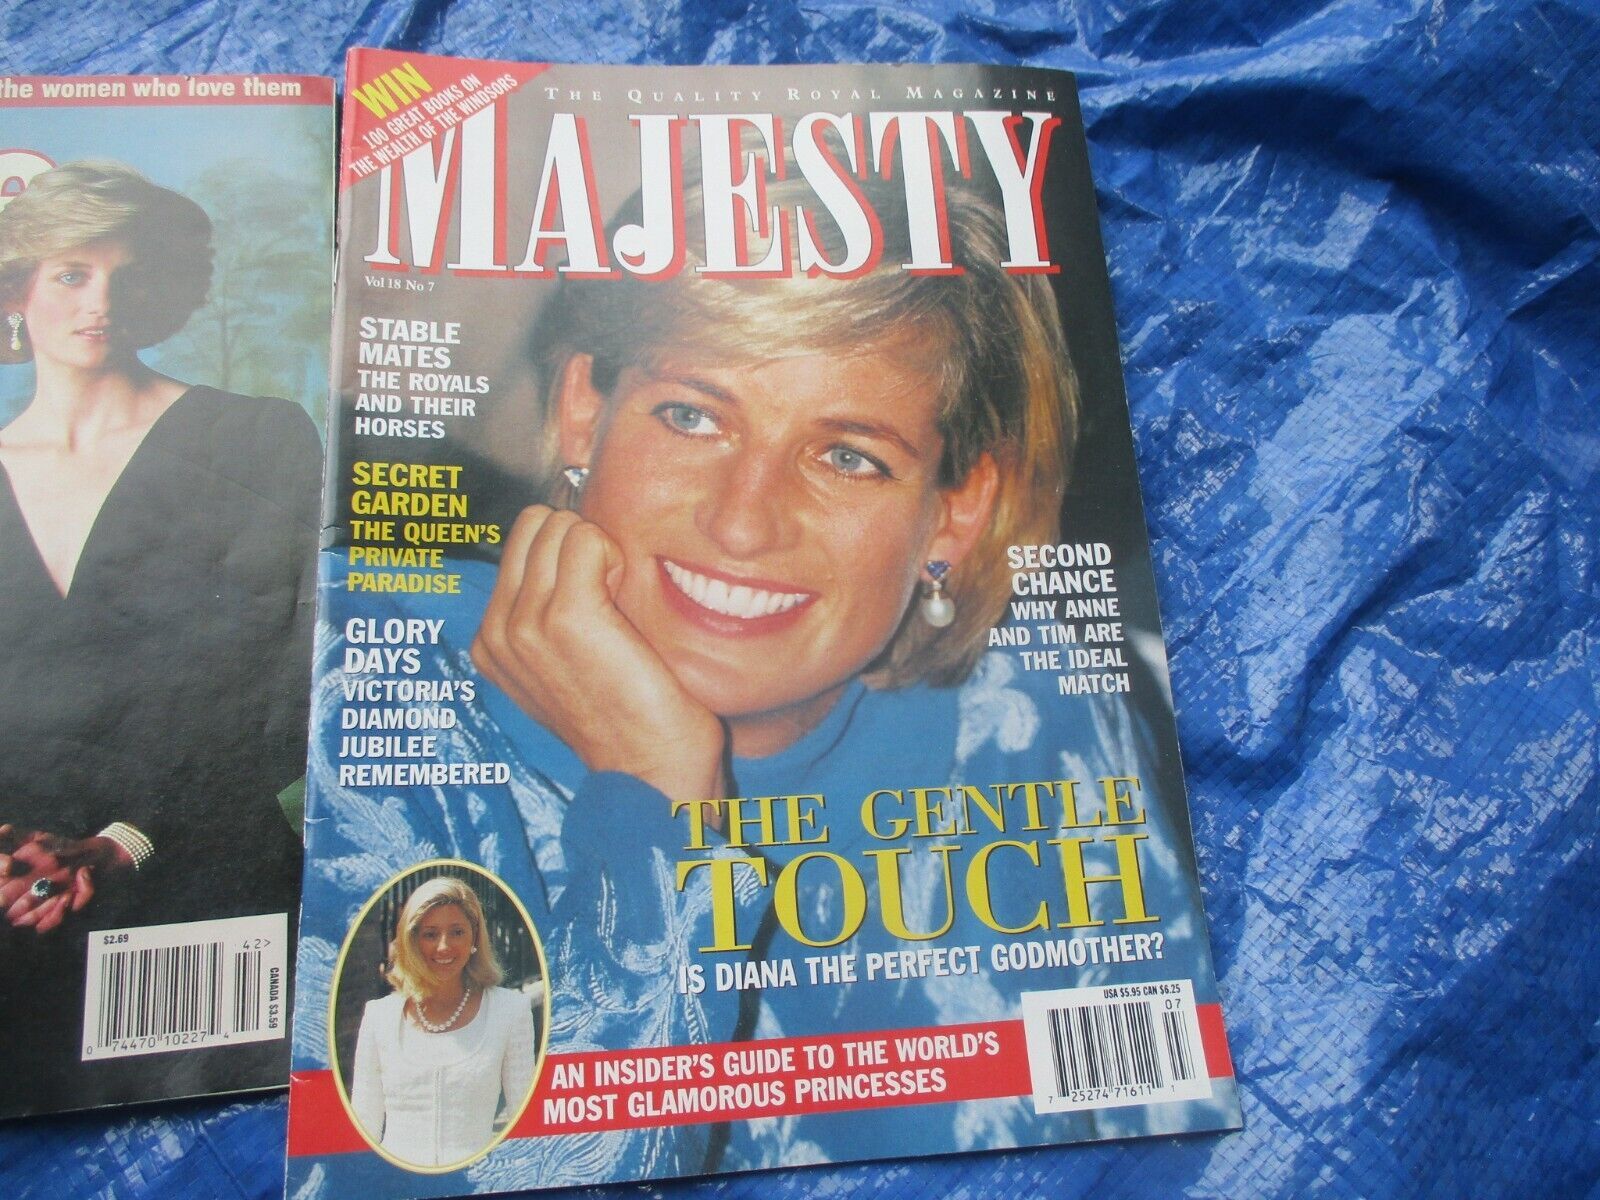 the women who love them
$2.69
42>
CANADA $3.59
0 74470 10227 4
WIN
100 GREAT BOOKS ON
THE WEALTH OF THE WINDSORS
THE QUALITY ROYAL MAGAZINE
MAJESTY
Vol 18 No 7
STABLE
MATES
THE ROYALS
AND THEIR
HORSES
SECRET
GARDEN
THE QUEEN'S
PRIVATE
PARADISE
GLORY
DAYS
VICTORIA'S
DIAMOND
JUBILEE
REMEMBERED
SECOND
CHANCE
WHY ANNE
AND TIM ARE
THE IDEAL
MATCH
THE GENTLE
TOUCH
IS DIANA THE PERFECT GODMOTHER?
AN INSIDER'S GUIDE TO THE WORLD'S
MOST GLAMOROUS PRINCESSES
USA $5.95 CAN $6.25
07
7 25274 71611 1